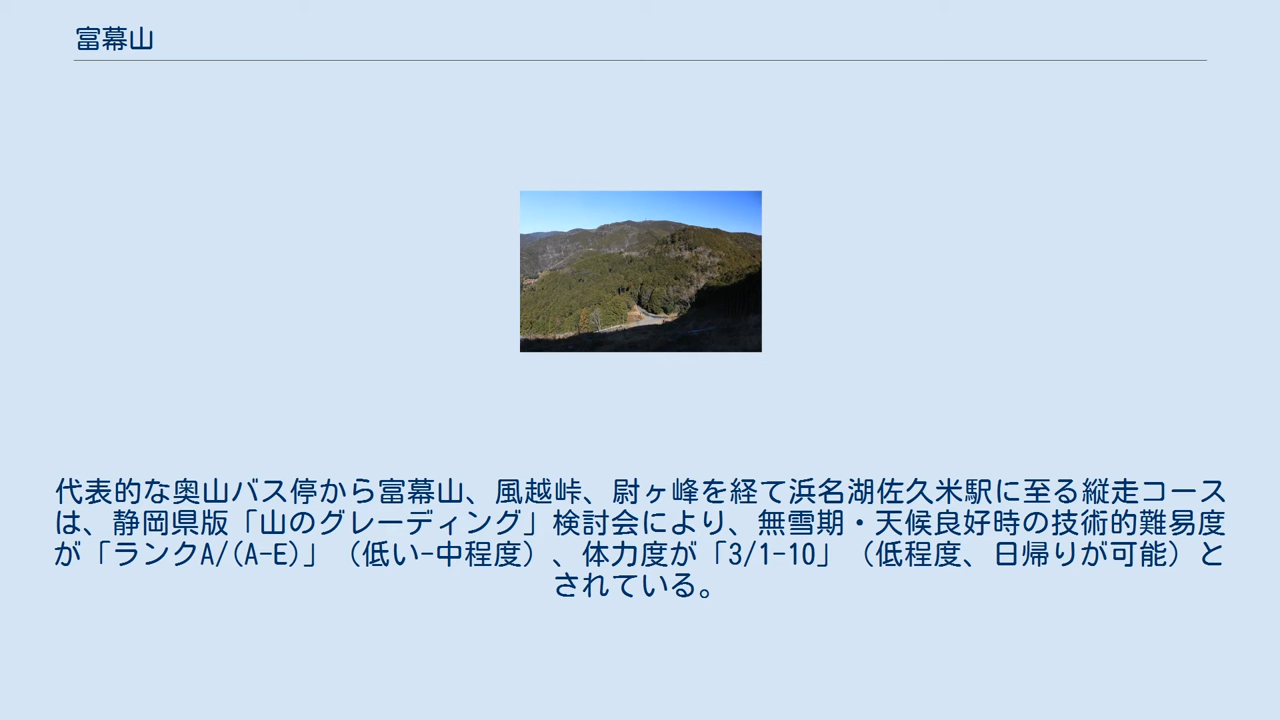 富幕山
代表的な奥山バス停から富幕山、風越峠、尉ヶ峰を経て浜名湖佐久米駅に至る縦走コース
は、静岡県版「山のグレーディング」検討会により、無雪期・天候良好時の技術的難易度
が「ランクA/(A-E)」（低い-中程度）、体力度が「3/1-10」（低程度、日帰りが可能）と
されている。